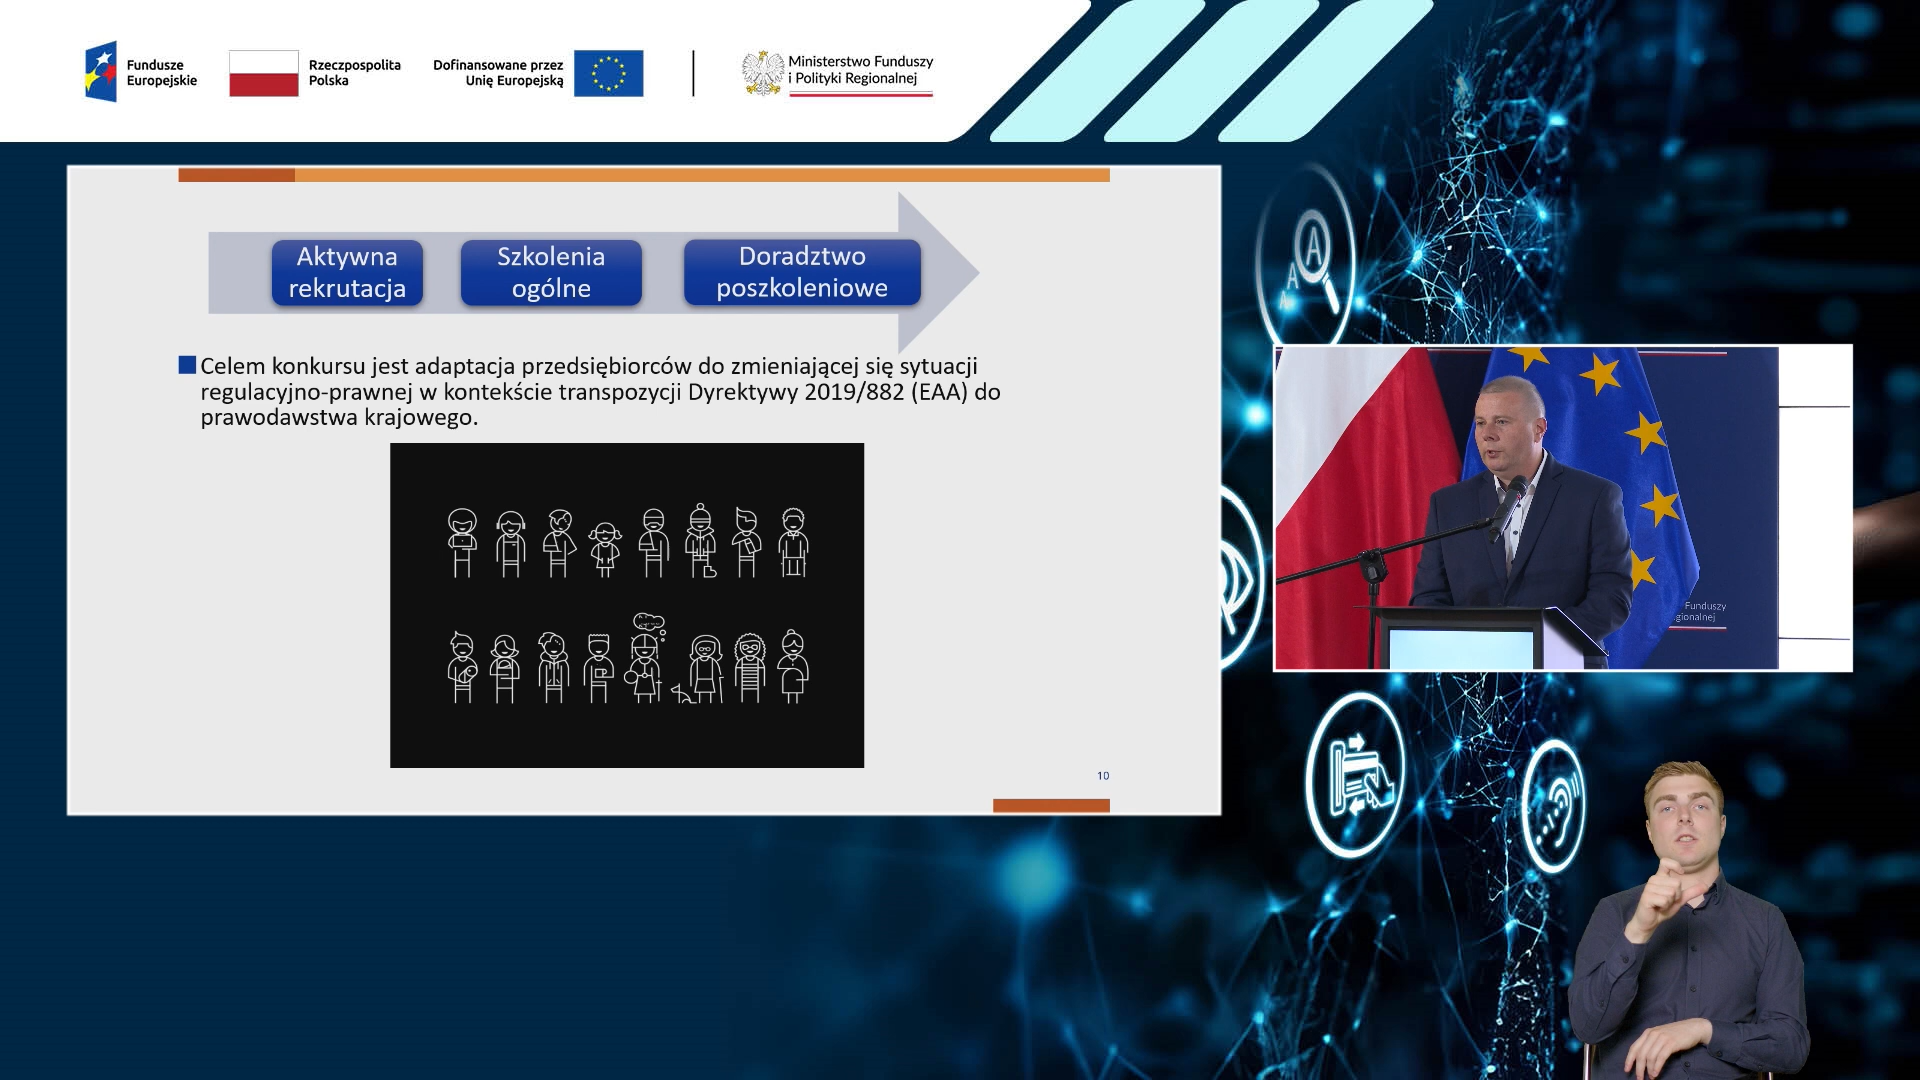 Fundusze
Europejskie
Rzeczpospolita
Polska
Dofinansowane przez
Unię Europejską
Ministerstwo Funduszy
i Polityki Regionalnej
Aktywna
rekrutacja
Szkolenia
ogólne
Doradztwo
poszkoleniowe
Celem konkursu jest adaptacja przedsiębiorców do zmieniającej się sytuacji
regulacyjno-prawnej w kontekście transpozycji Dyrektywy 2019/882 (EAA) do
prawodawstwa krajowego.
10
A
A
A
Funduszy
gionalnej